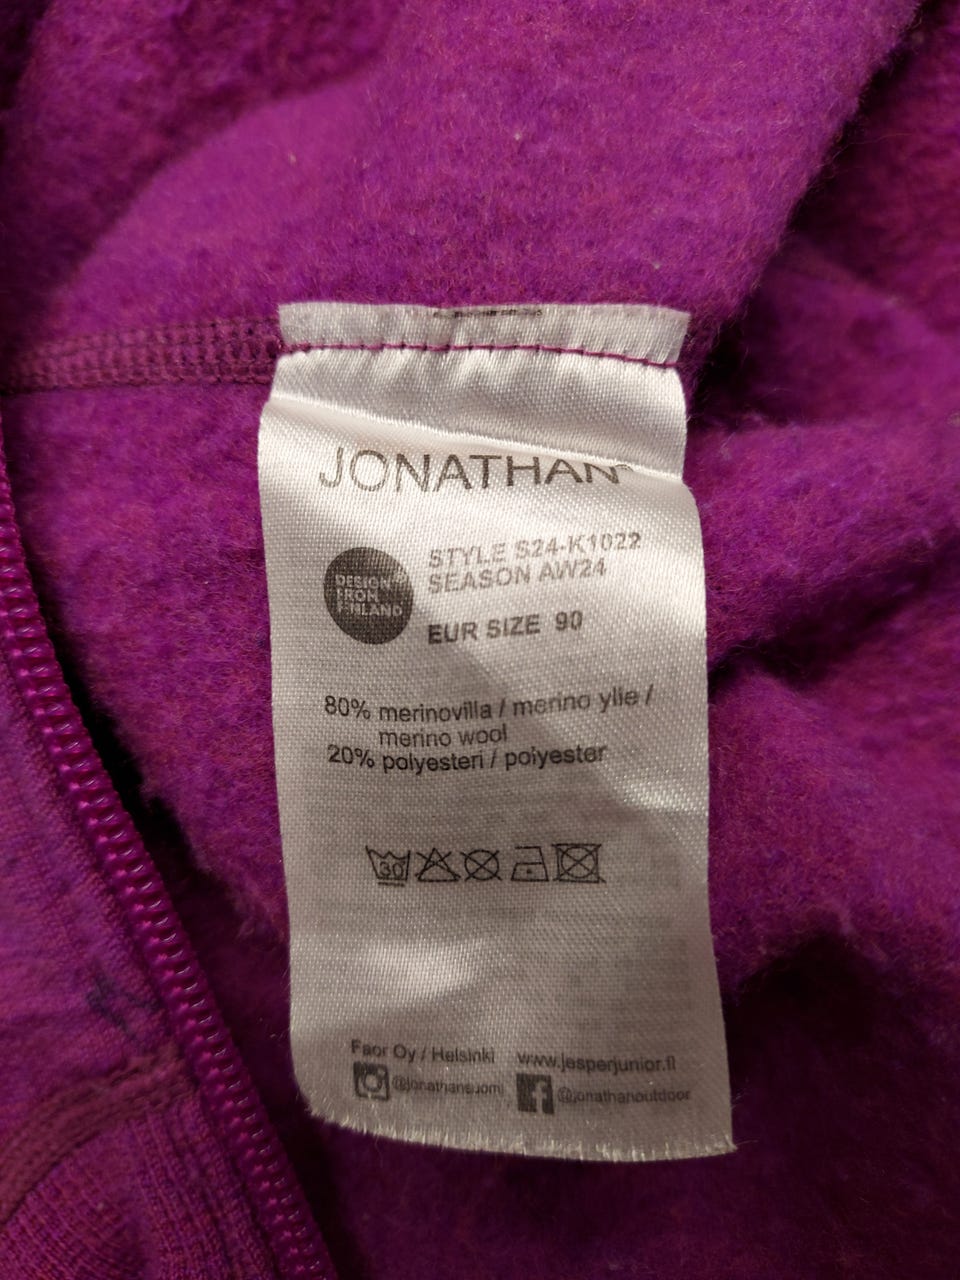 JONATHAN
DESIGN
FROM
FINLAND
STYLE S24-K1022
SEASON AW24
EUR SIZE 90
80% merinovilla / merino ylle /
merino wool
20% polyesteri / polyester
30
Faor Oy / Helsinki www.jesperjunior.fi
@jonathansuomi @jonathanoutdoor